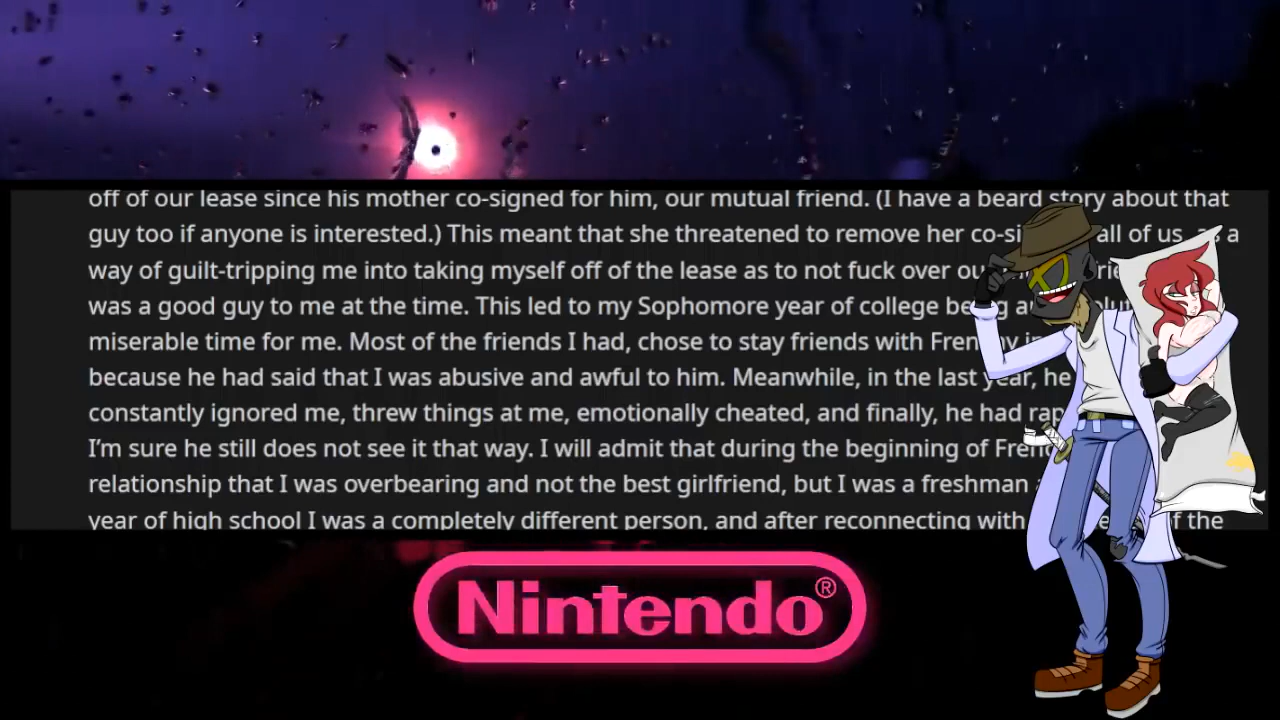 off of our lease since his mother co-signed for him, our mutual friend. (I have a beard story about that
guy too if anyone is interested.) This meant that she threatened to remove her all of us, as a
way of guilt-tripping me into taking myself off of the lease as to not fuck over
was a good guy to me at the time. This led to my Sophomore year of college being
miserable time for me. Most of the friends I had, chose to stay friends with
because he had said that I was abusive and awful to him. Meanwhile, in the last year, he
constantly ignored me, threw things at me, emotionally cheated, and finally, he had
I’m sure he still does not see it that way. I will admit that during the beginning of
relationship that I was overbearing and not the best girlfriend, but I was a freshman
year of high school I was a completely different person, and after reconnecting with of the
Nintendo®